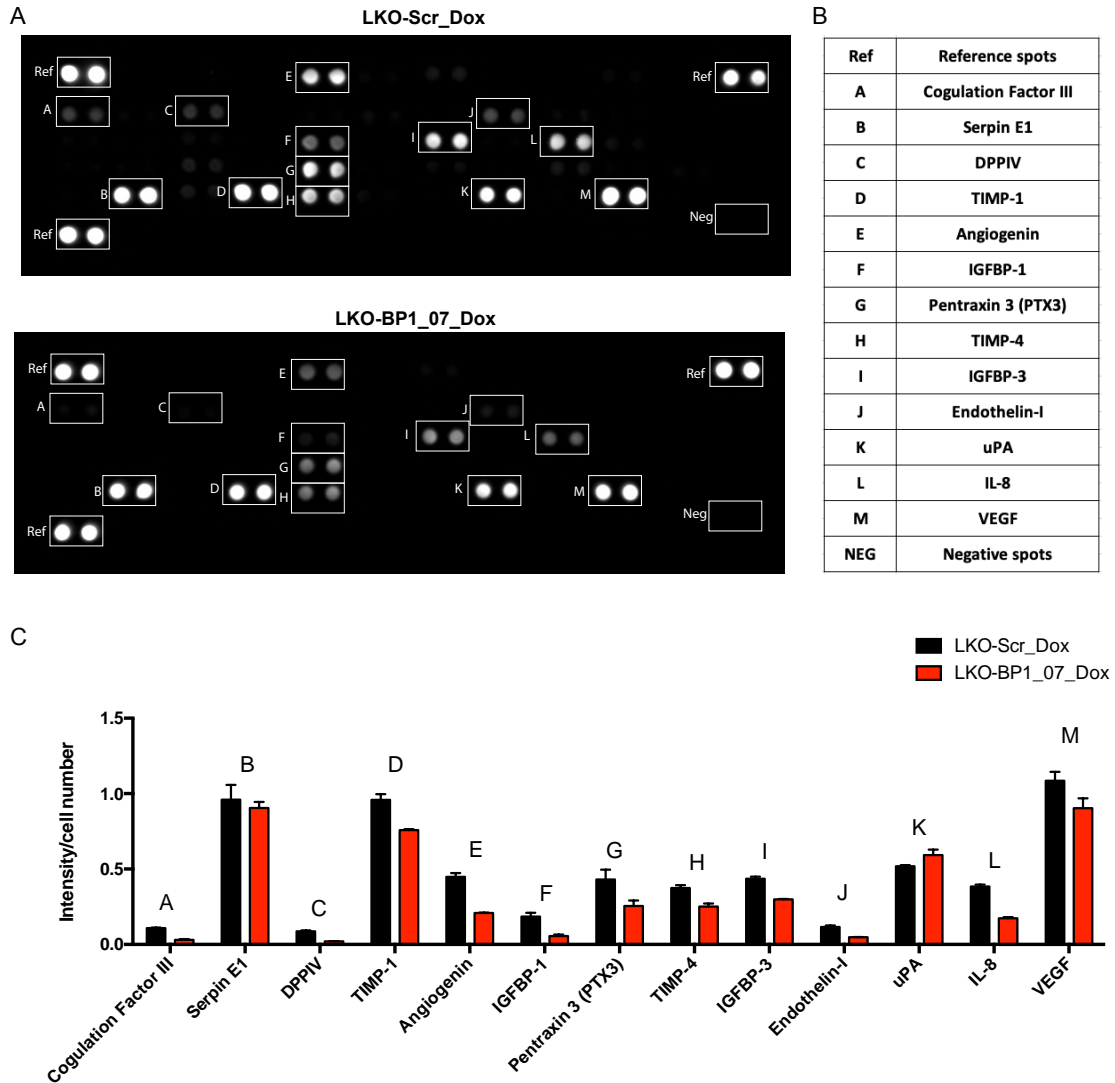 A
LKO-Scr_Dox
Ref
E
Ref
A
C
J
F
I
L
G
B
D
H
K
M
Neg
Ref
LKO-BP1_07_Dox
Ref
E
Ref
A
C
J
F
I
L
G
B
D
H
K
M
Neg
Ref
B
Ref Reference spots
A Cogulation Factor III
B Serpin E1
C DPPIV
D TIMP-1
E Angiogenin
F IGFBP-1
G Pentraxin 3 (PTX3)
H TIMP-4
I IGFBP-3
J Endothelin-I
K uPA
L IL-8
M VEGF
NEG Negative spots
C
LKO-Scr_Dox
LKO-BP1_07_Dox
Intensity/cell number
1.5
1.0
0.5
0.0
A
B
C
D
E
F
G
H
I
J
K
L
M
Cogulation Factor III
Serpin E1
DPPIV
TIMP-1
Angiogenin
IGFBP-1
Pentraxin 3 (PTX3)
TIMP-4
IGFBP-3
Endothelin-I
uPA
IL-8
VEGF